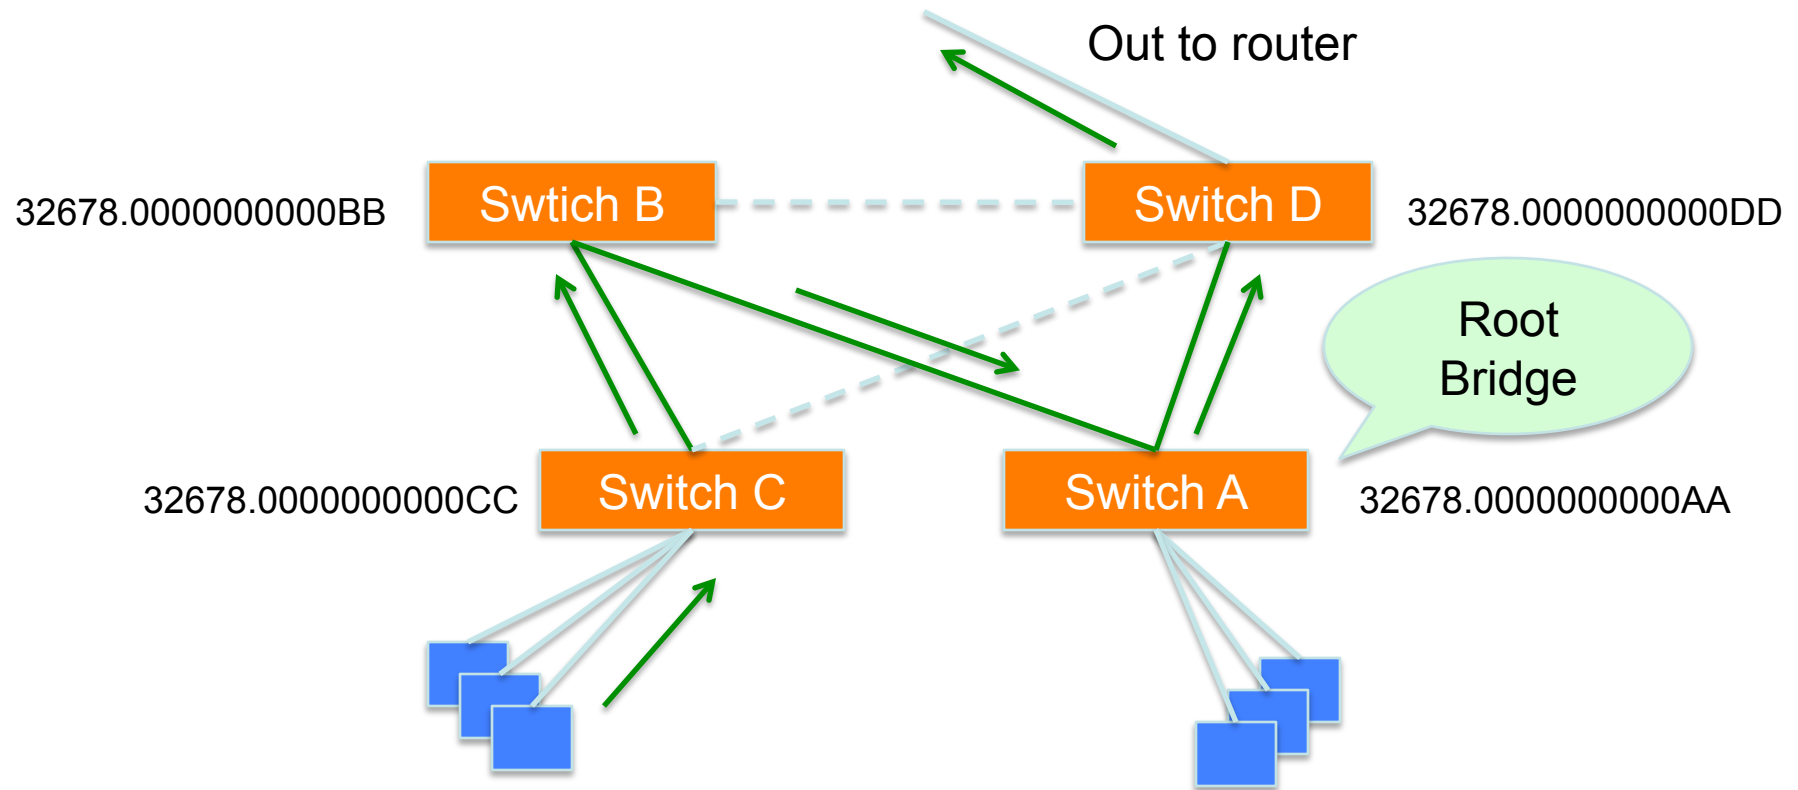 Out to router
32678.0000000000BB
Swtich B
Switch D
32678.0000000000DD
Root
Bridge
32678.0000000000CC
Switch C
Switch A
32678.0000000000AA